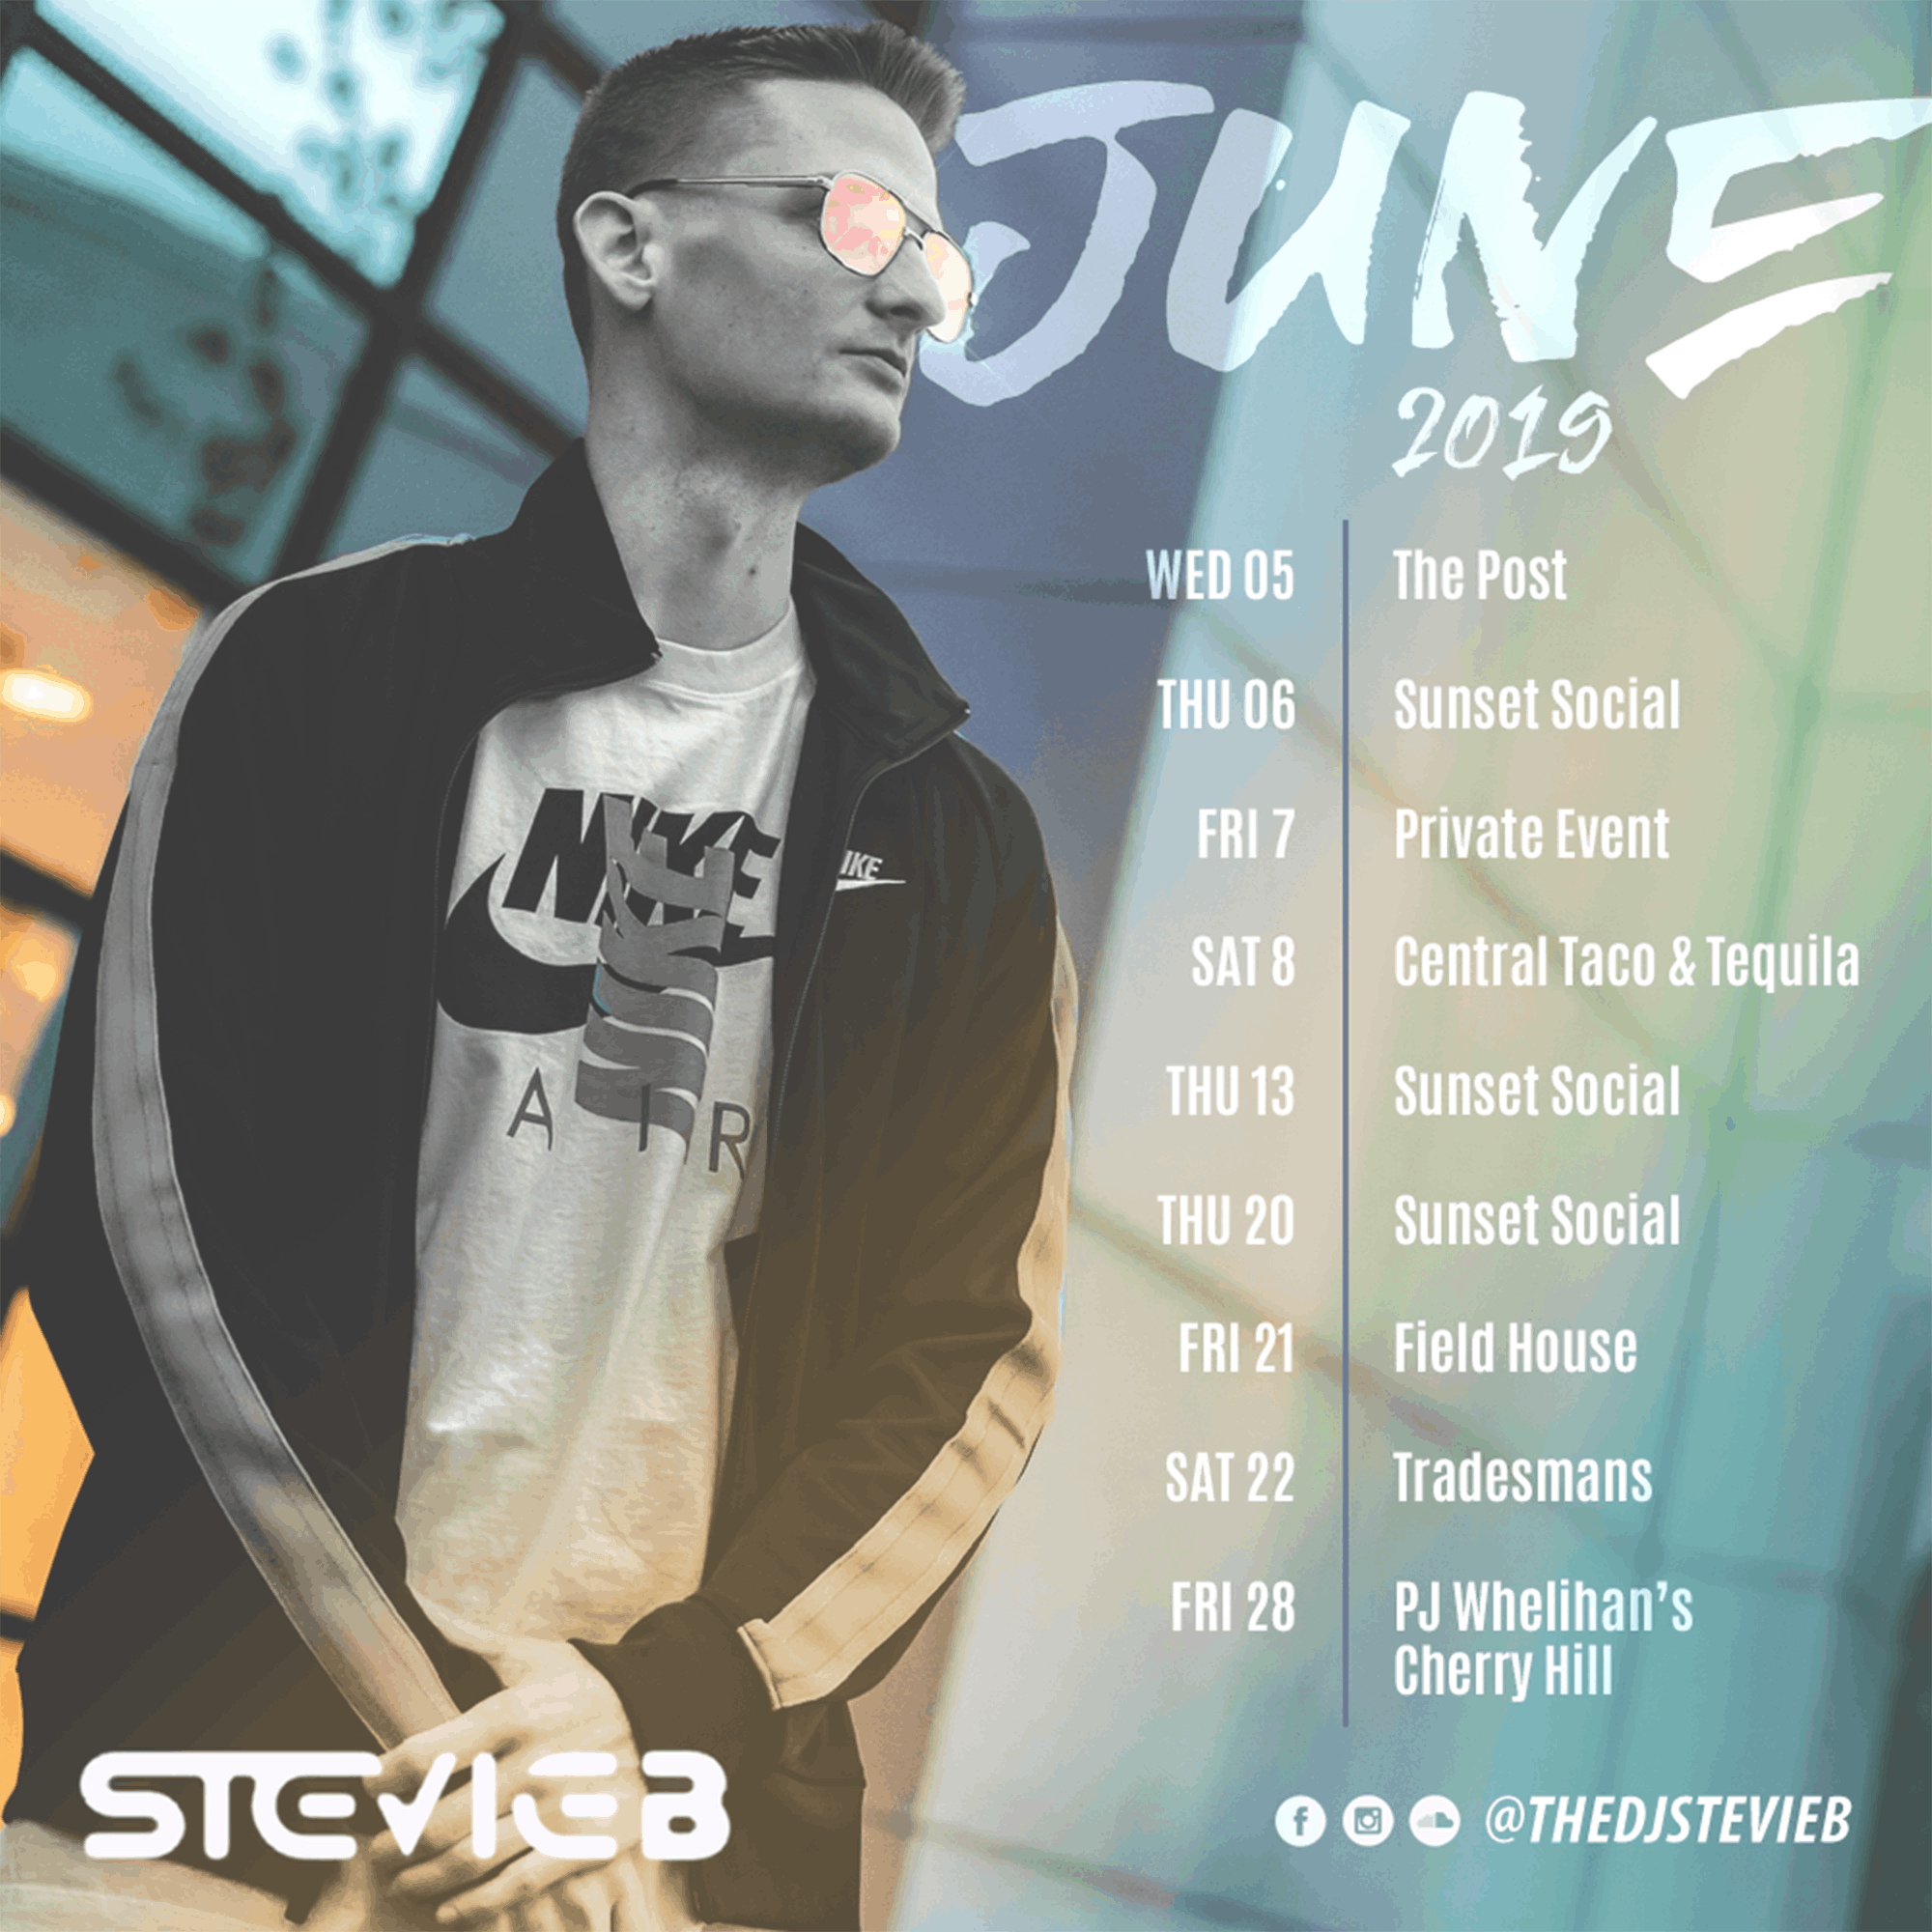 JUNE
2019
WED 05 The Post
THU 06 Sunset Social
FRI 7 Private Event
SAT 8 Central Taco & Tequila
THU 13 Sunset Social
THU 20 Sunset Social
FRI 21 Field House
SAT 22 Tradesmans
FRI 28 PJ Whelihan’s
Cherry Hill
NIKE
AIR
IKE
STEVIEB
@THEDJSTEVIEB